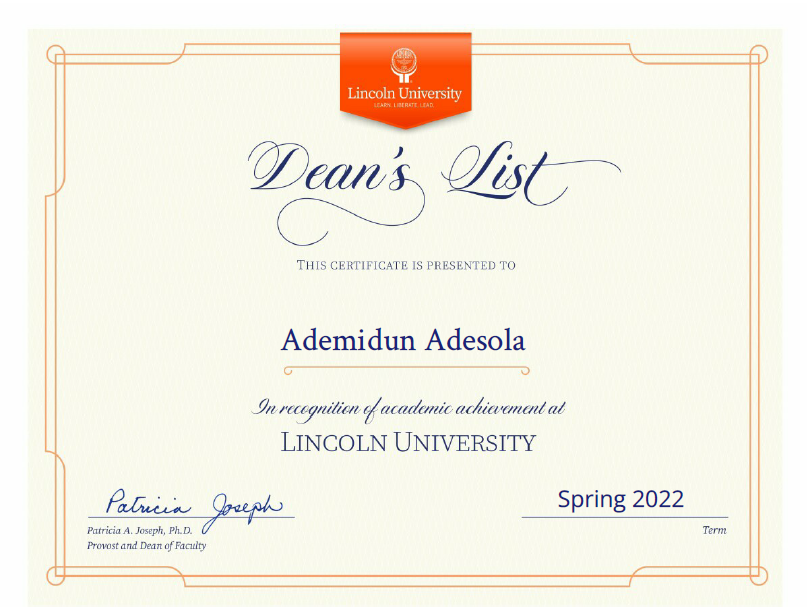 Lincoln University
LEARN. LIBERATE. LEAD.
Dean's List
THIS CERTIFICATE IS PRESENTED TO
Ademidun Adesola
In recognition of academic achievement at
LINCOLN UNIVERSITY
Patricia Joseph
Spring 2022
Patricia A. Joseph, Ph.D.
Term
Provost and Dean of Faculty